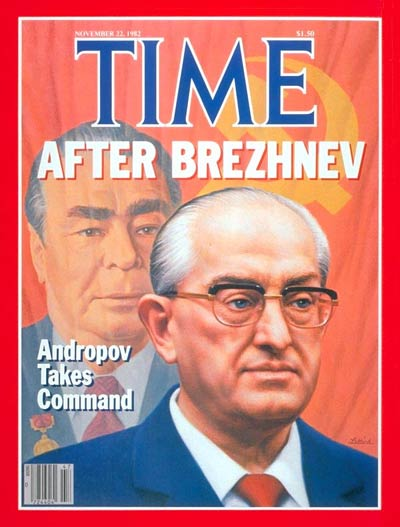 NOVEMBER 22, 1982 $1.50
TIME
AFTER BREZHNEV
Andropov
Takes
Command